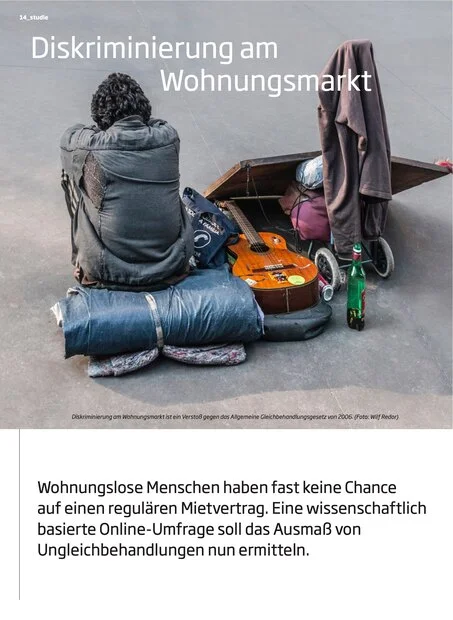 14_studie
Diskriminierung am
Wohnungsmarkt
Diskriminierung am Wohnungsmarkt ist ein Verstoß gegen das Allgemeine Gleichbehandlungsgesetz von 2006. (Foto: Wilf Redor)
Wohnungslose Menschen haben fast keine Chance
auf einen regulären Mietvertrag. Eine wissenschaftlich
basierte Online-Umfrage soll das Ausmaß von
Ungleichbehandlungen nun ermitteln.